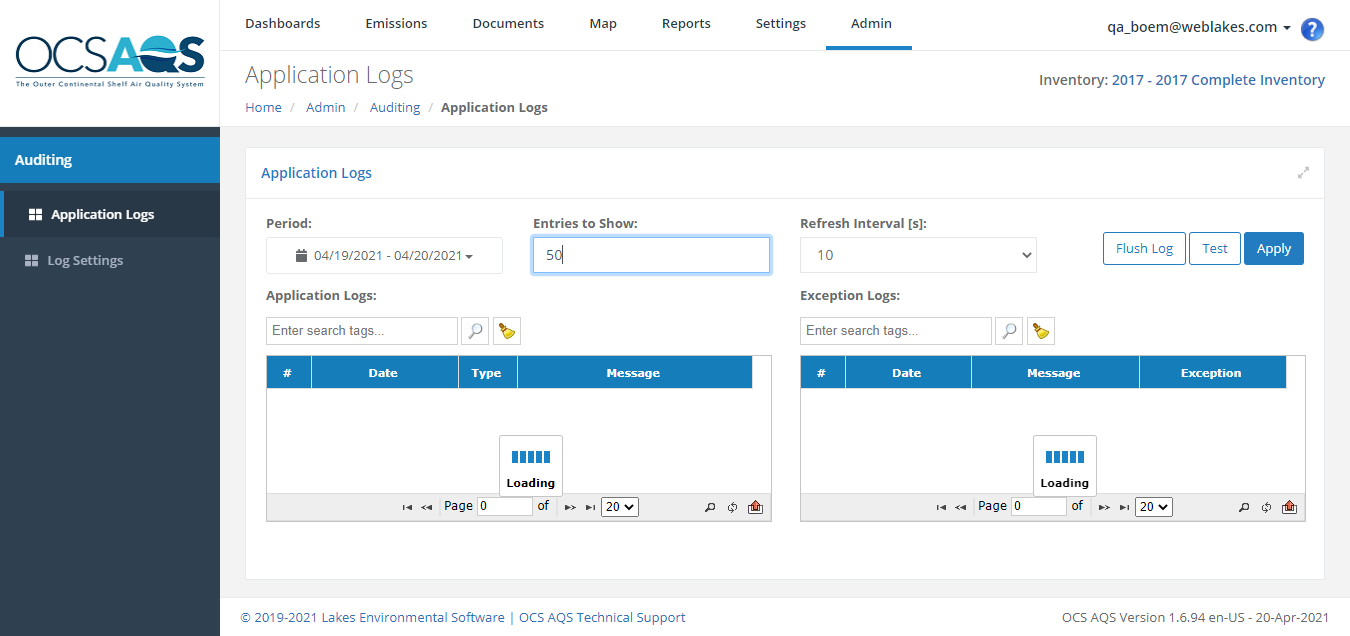 OCSAQS
The Outer Continental Shelf Air Quality System
Dashboards Emissions Documents Map Reports Settings Admin
qa_boem@weblakes.com ?
Application Logs
Inventory: 2017 - 2017 Complete Inventory
Home / Admin / Auditing / Application Logs
Auditing
Application Logs
Log Settings
Application Logs
Period: Entries to Show: Refresh Interval [s]:
04/19/2021 - 04/20/2021 50 10 Flush Log Test Apply
Application Logs: Exception Logs:
Enter search tags... Enter search tags...
# Date Type Message # Date Message Exception
Loading Loading
Page 0 of 20 Page 0 of 20
© 2019-2021 Lakes Environmental Software | OCS AQS Technical Support OCS AQS Version 1.6.94 en-US - 20-Apr-2021